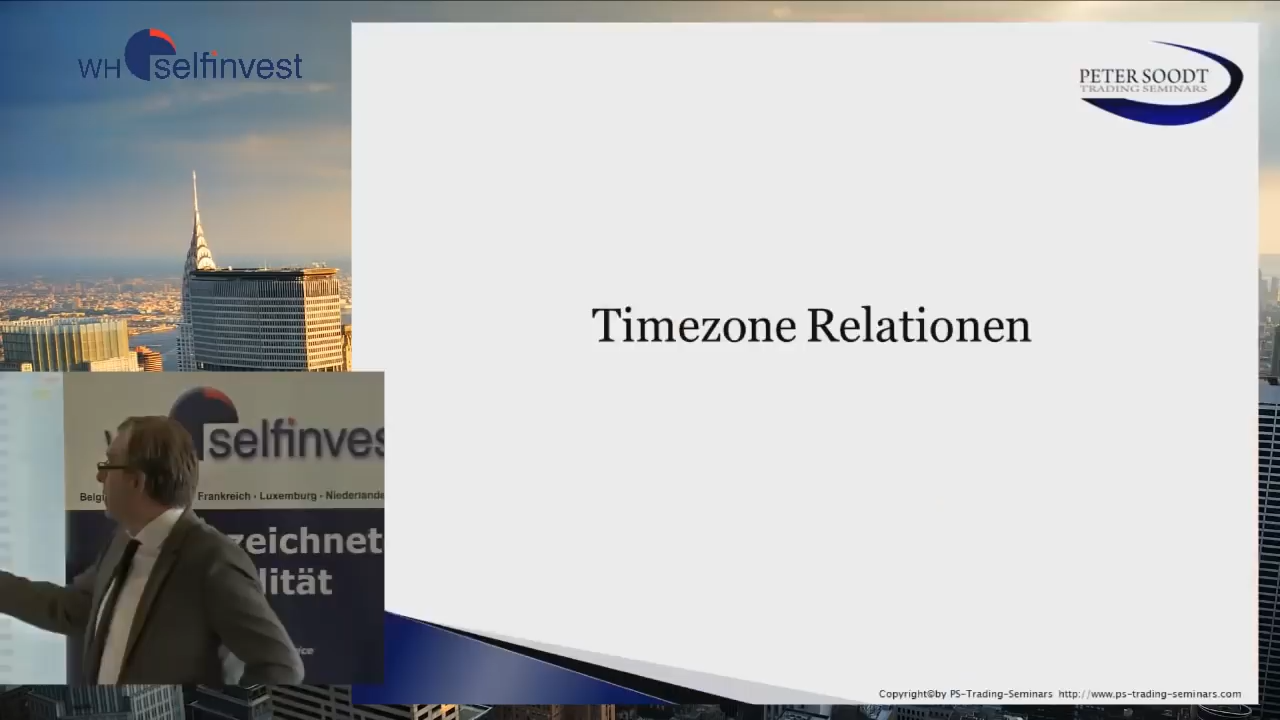 WH selfinvest
PETER SOODT
TRADING SEMINARS
Timezone Relationen
selfinves
Frankreich - Luxemburg - Niederlande
zeichnet
lität
Copyright©by PS-Trading-Seminars http://www.ps-trading-seminars.com